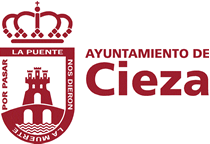 POR PASAR
LA PUENTE
NOS DIERON
LA MUERTE
AYUNTAMIENTO DE
Cieza